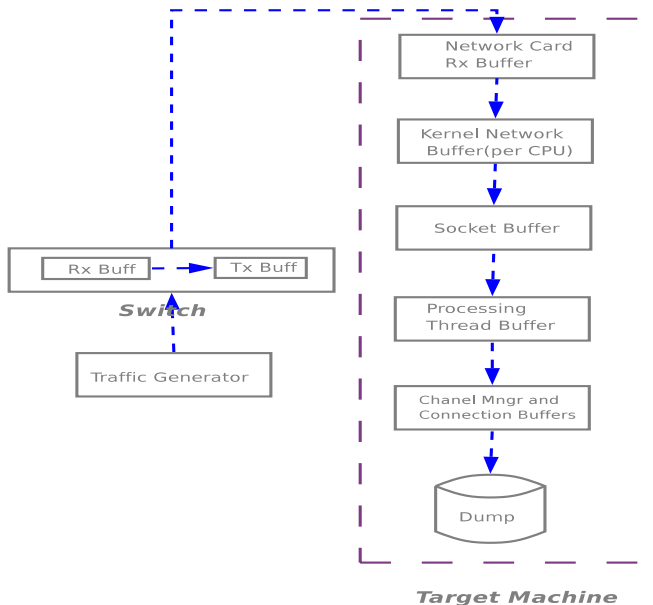 Network Card
Rx Buffer
Kernel Network
Buffer(per CPU)
Socket Buffer
Rx Buff
Tx Buff
Switch
Processing
Thread Buffer
Traffic Generator
Chanel Mngr and
Connection Buffers
Dump
Target Machine